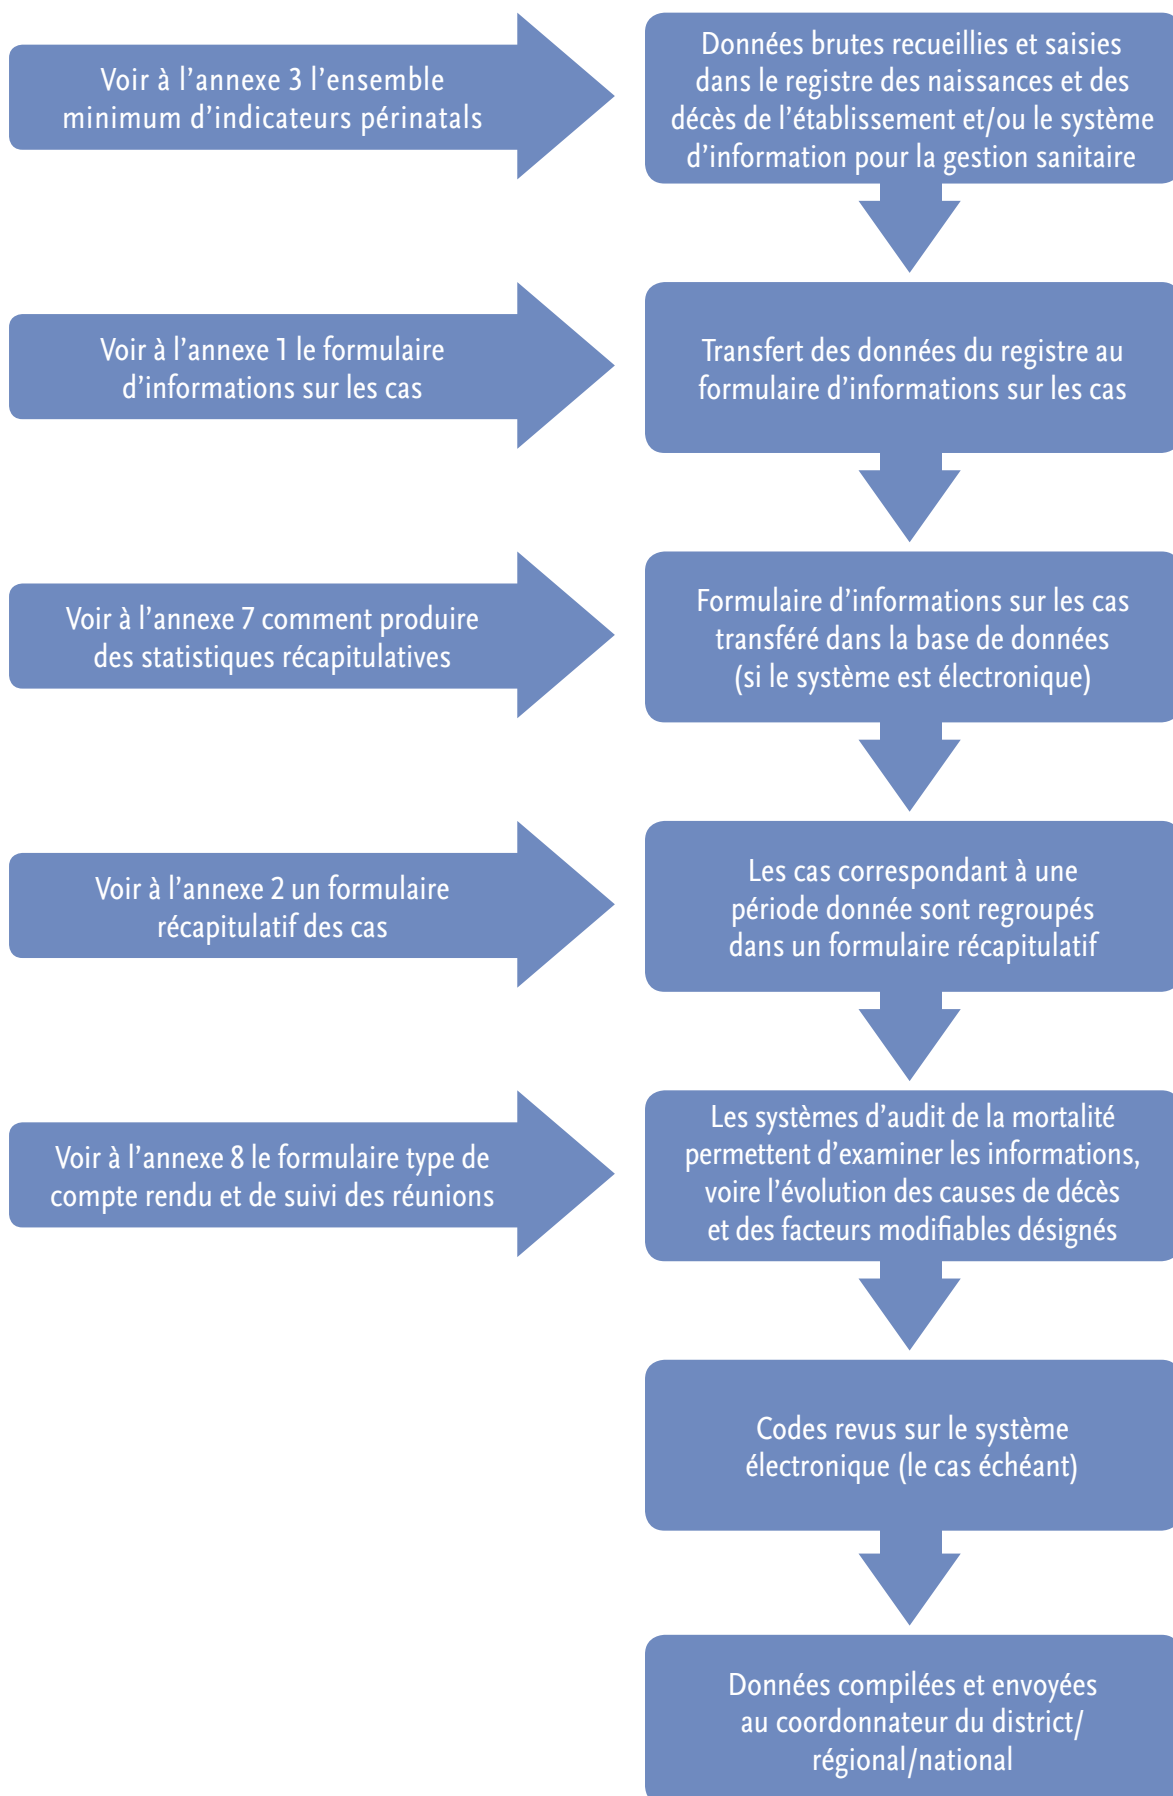 Voir à l’annexe 3 l’ensemble
minimum d’indicateurs périnatals
Données brutes recueillies et saisies
dans le registre des naissances et des
décès de l’établissement et/ou le système
d’information pour la gestion sanitaire
Voir à l’annexe 1 le formulaire
d’informations sur les cas
Transfert des données du registre au
formulaire d’informations sur les cas
Voir à l’annexe 7 comment produire
des statistiques récapitulatives
Formulaire d’informations sur les cas
transféré dans la base de données
(si le système est électronique)
Voir à l’annexe 2 un formulaire
récapitulatif des cas
Les cas correspondant à une
période donnée sont regroupés
dans un formulaire récapitulatif
Voir à l’annexe 8 le formulaire type de
compte rendu et de suivi des réunions
Les systèmes d’audit de la mortalité
permettent d’examiner les informations,
voire l’évolution des causes de décès
et des facteurs modifiables désignés
Codes revus sur le système
électronique (le cas échéant)
Données compilées et envoyées
au coordonnateur du district/
régional/national